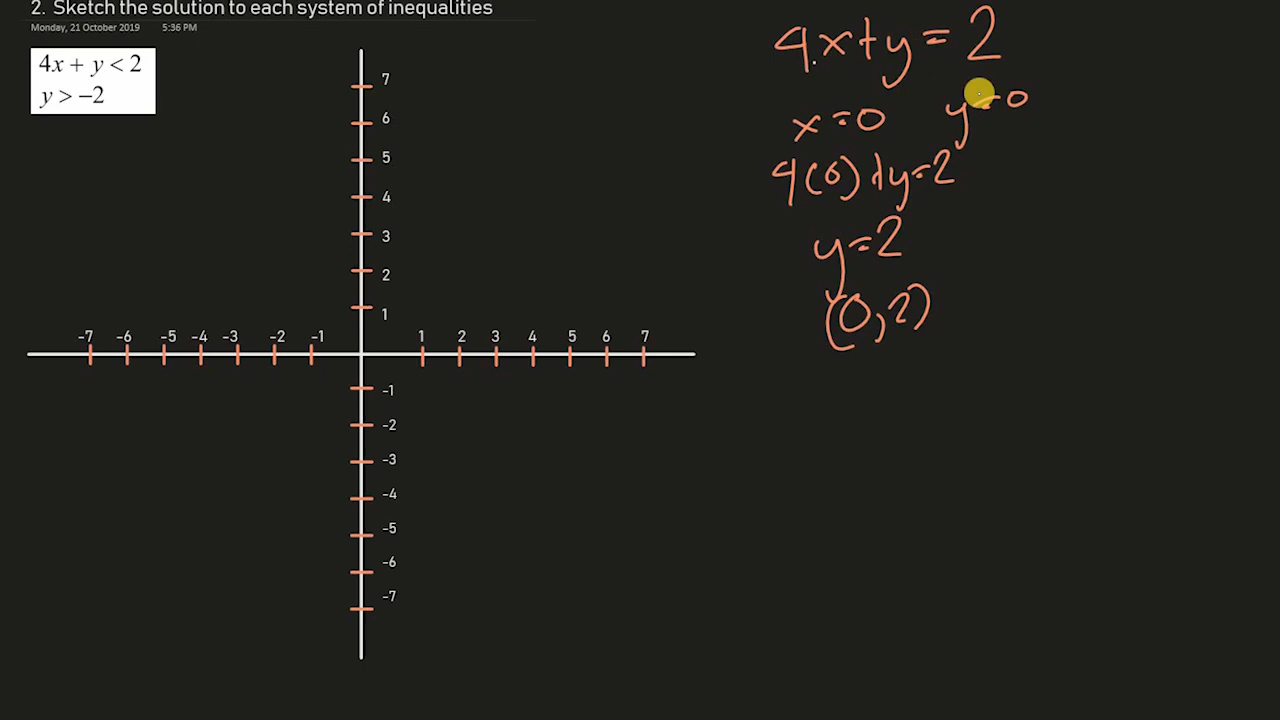 2. Sketch the solution to each system of inequalities
Monday, 21 October 2019 5:36 PM
4x + y < 2
y > −2
4x+y=2
x=0 y=0
4(0)+y=2
y=2
(0,2)
7
6
5
4
3
2
1
-7 -6 -5 -4 -3 -2 -1 1 2 3 4 5 6 7
-1
-2
-3
-4
-5
-6
-7